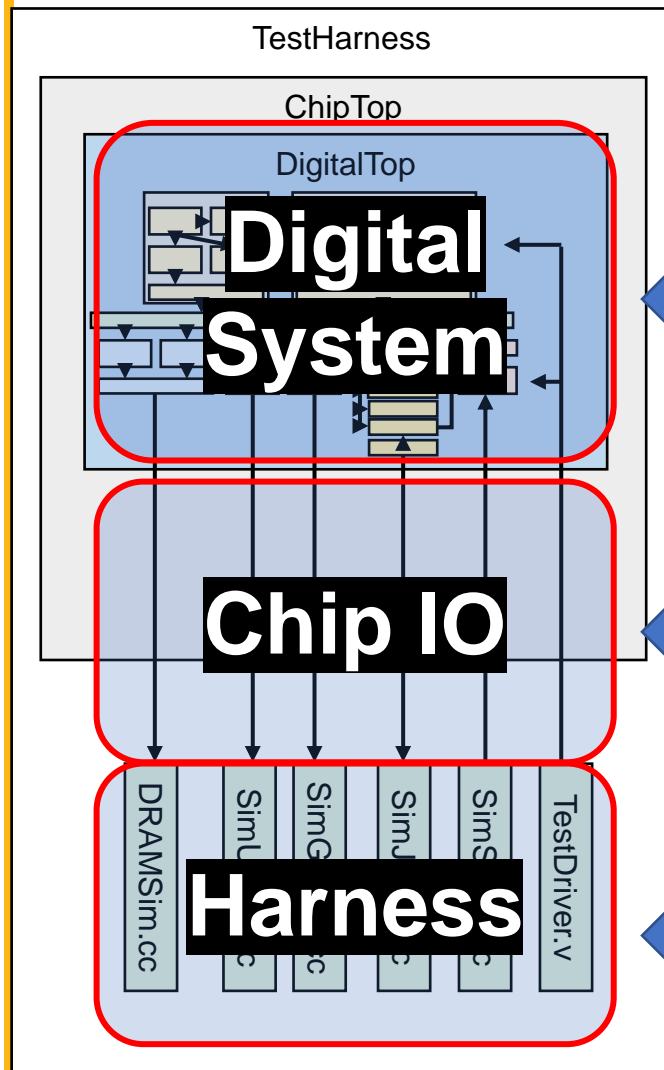 TestHarness
ChipTop
DigitalTop
Digital
System
Chip IO
DRAMSim.cc
TestDriver.v
Harness